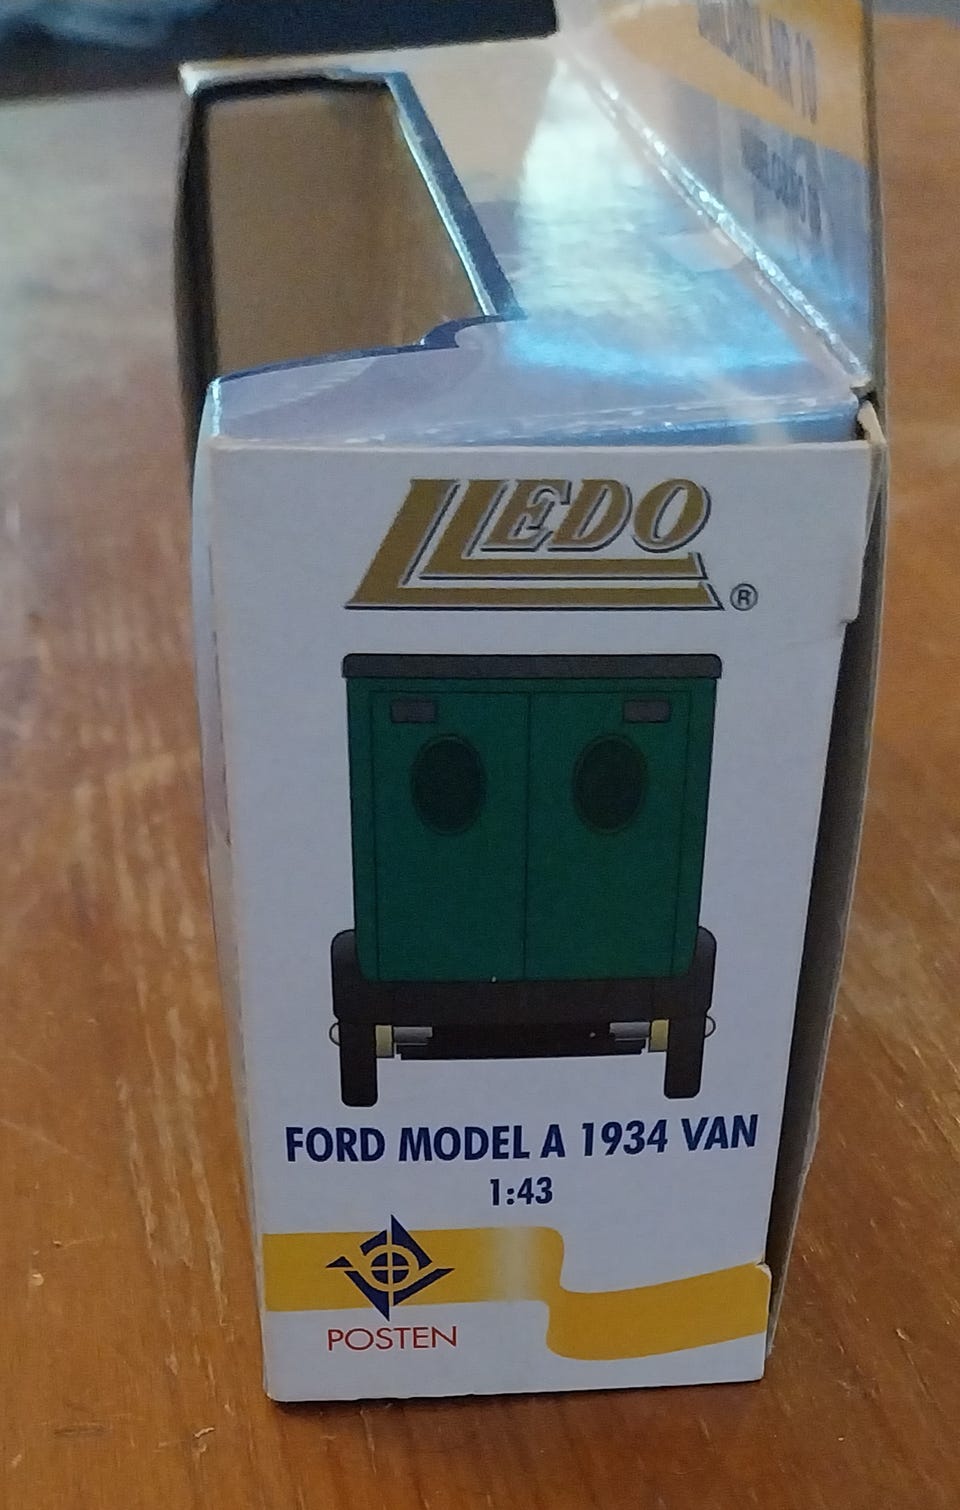 LLEDO
®
FORD MODEL A 1934 VAN
1:43
POSTEN